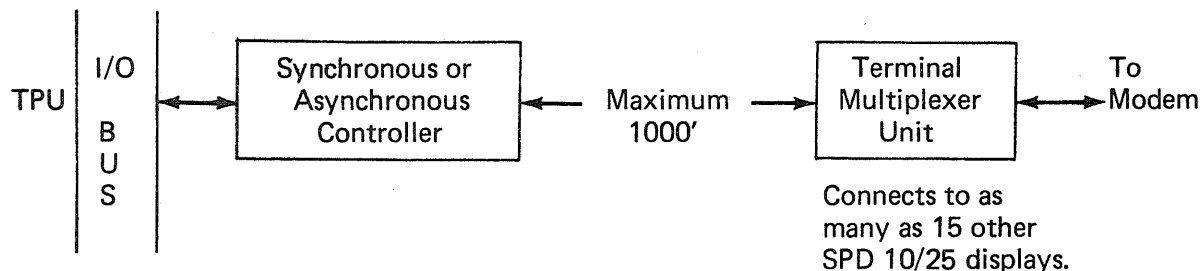 TPU
I/O
B
U
S
Synchronous or
Asynchronous
Controller
Maximum
1000'
Terminal
Multiplexer
Unit
To
Modem
Connects to as
many as 15 other
SPD 10/25 displays.